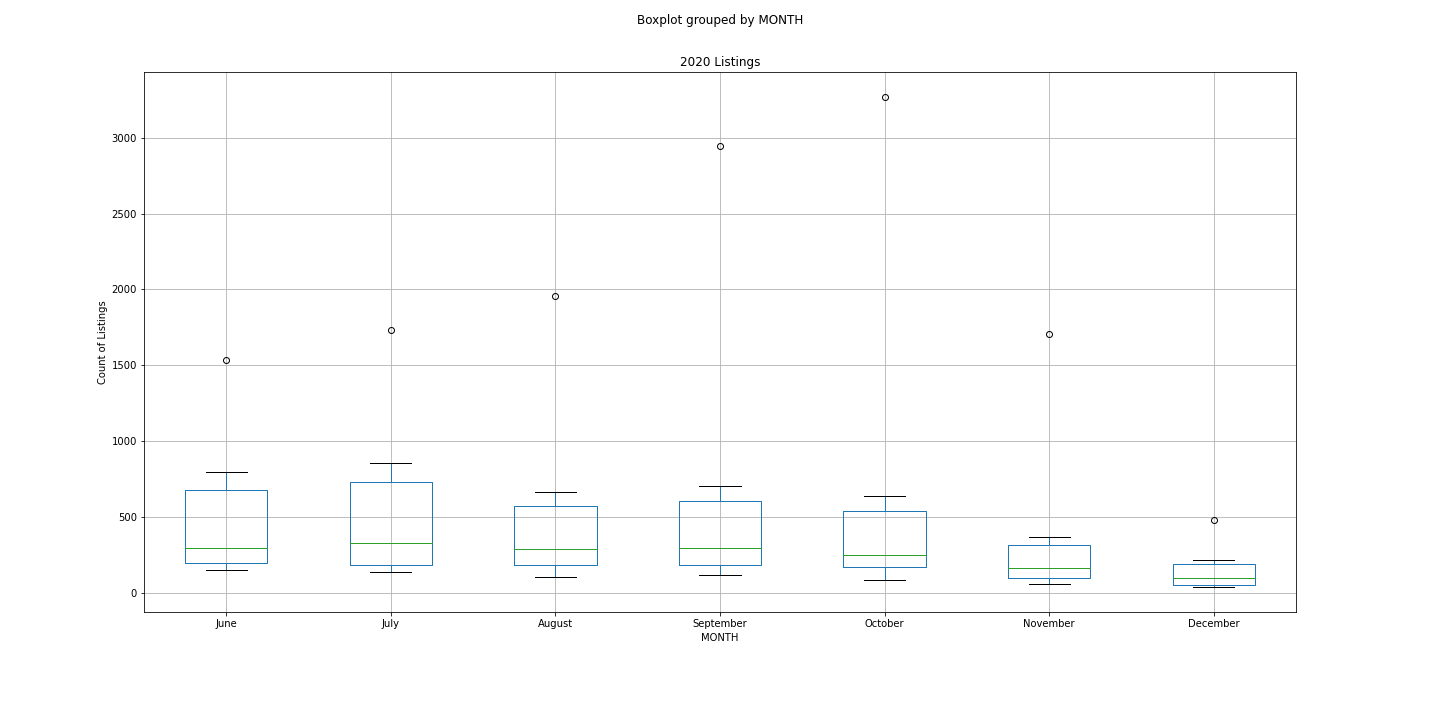 Boxplot grouped by MONTH
2020 Listings
3000
2500
2000
1500
1000
500
0
Count of Listings
June July August September October November December
MONTH